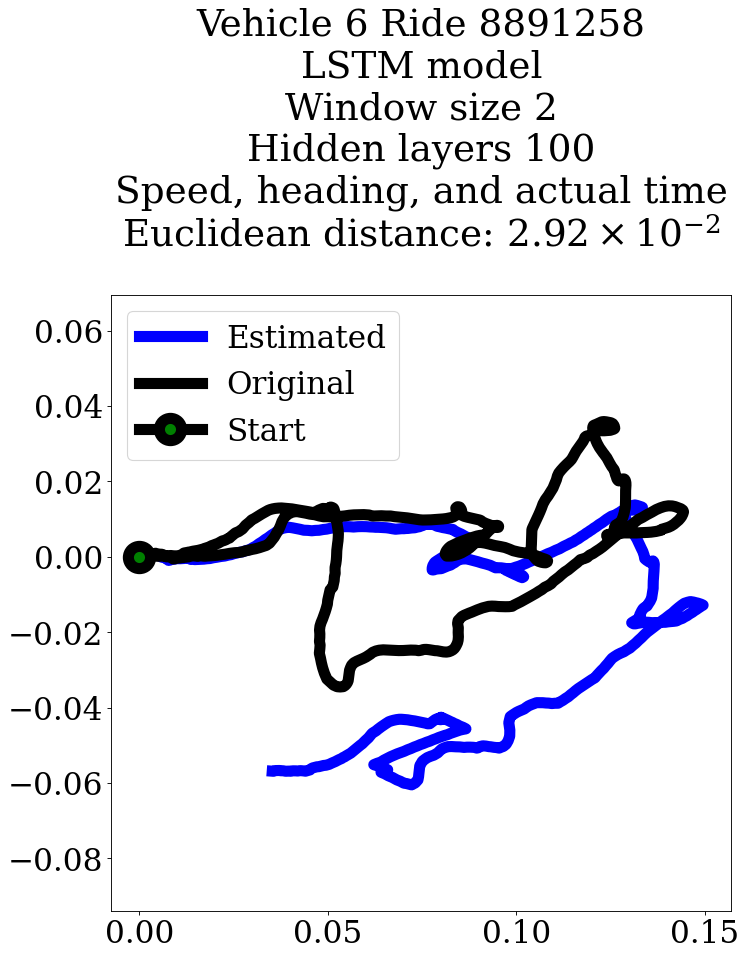 Vehicle 6 Ride 8891258
LSTM model
Window size 2
Hidden layers 100
Speed, heading, and actual time
Euclidean distance: 2.92 × 10⁻²
Estimated
Original
Start
0.06
0.04
0.02
0.00
−0.02
−0.04
−0.06
−0.08
0.00 0.05 0.10 0.15